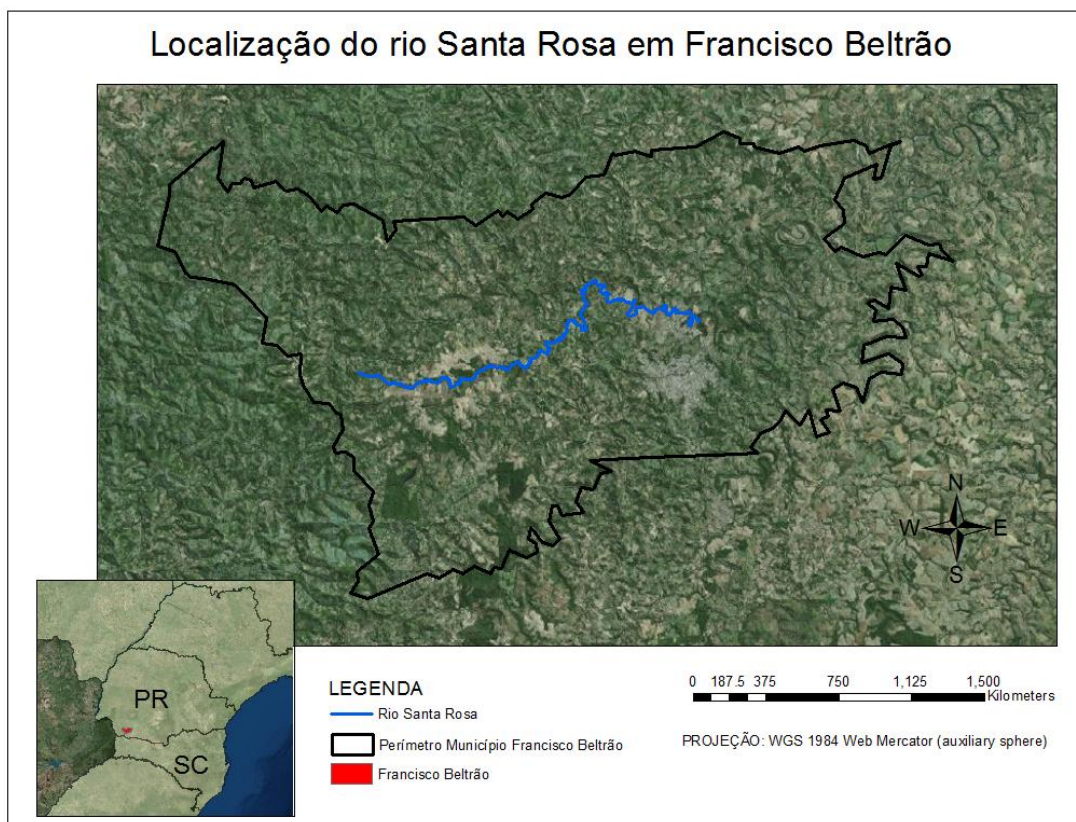 Localização do rio Santa Rosa em Francisco Beltrão
N
W E
S
PR
SC
LEGENDA
Rio Santa Rosa
Perímetro Município Francisco Beltrão
Francisco Beltrão
0 187.5 375 750 1,125 1,500
Kilometers
PROJEÇÃO: WGS 1984 Web Mercator (auxiliary sphere)